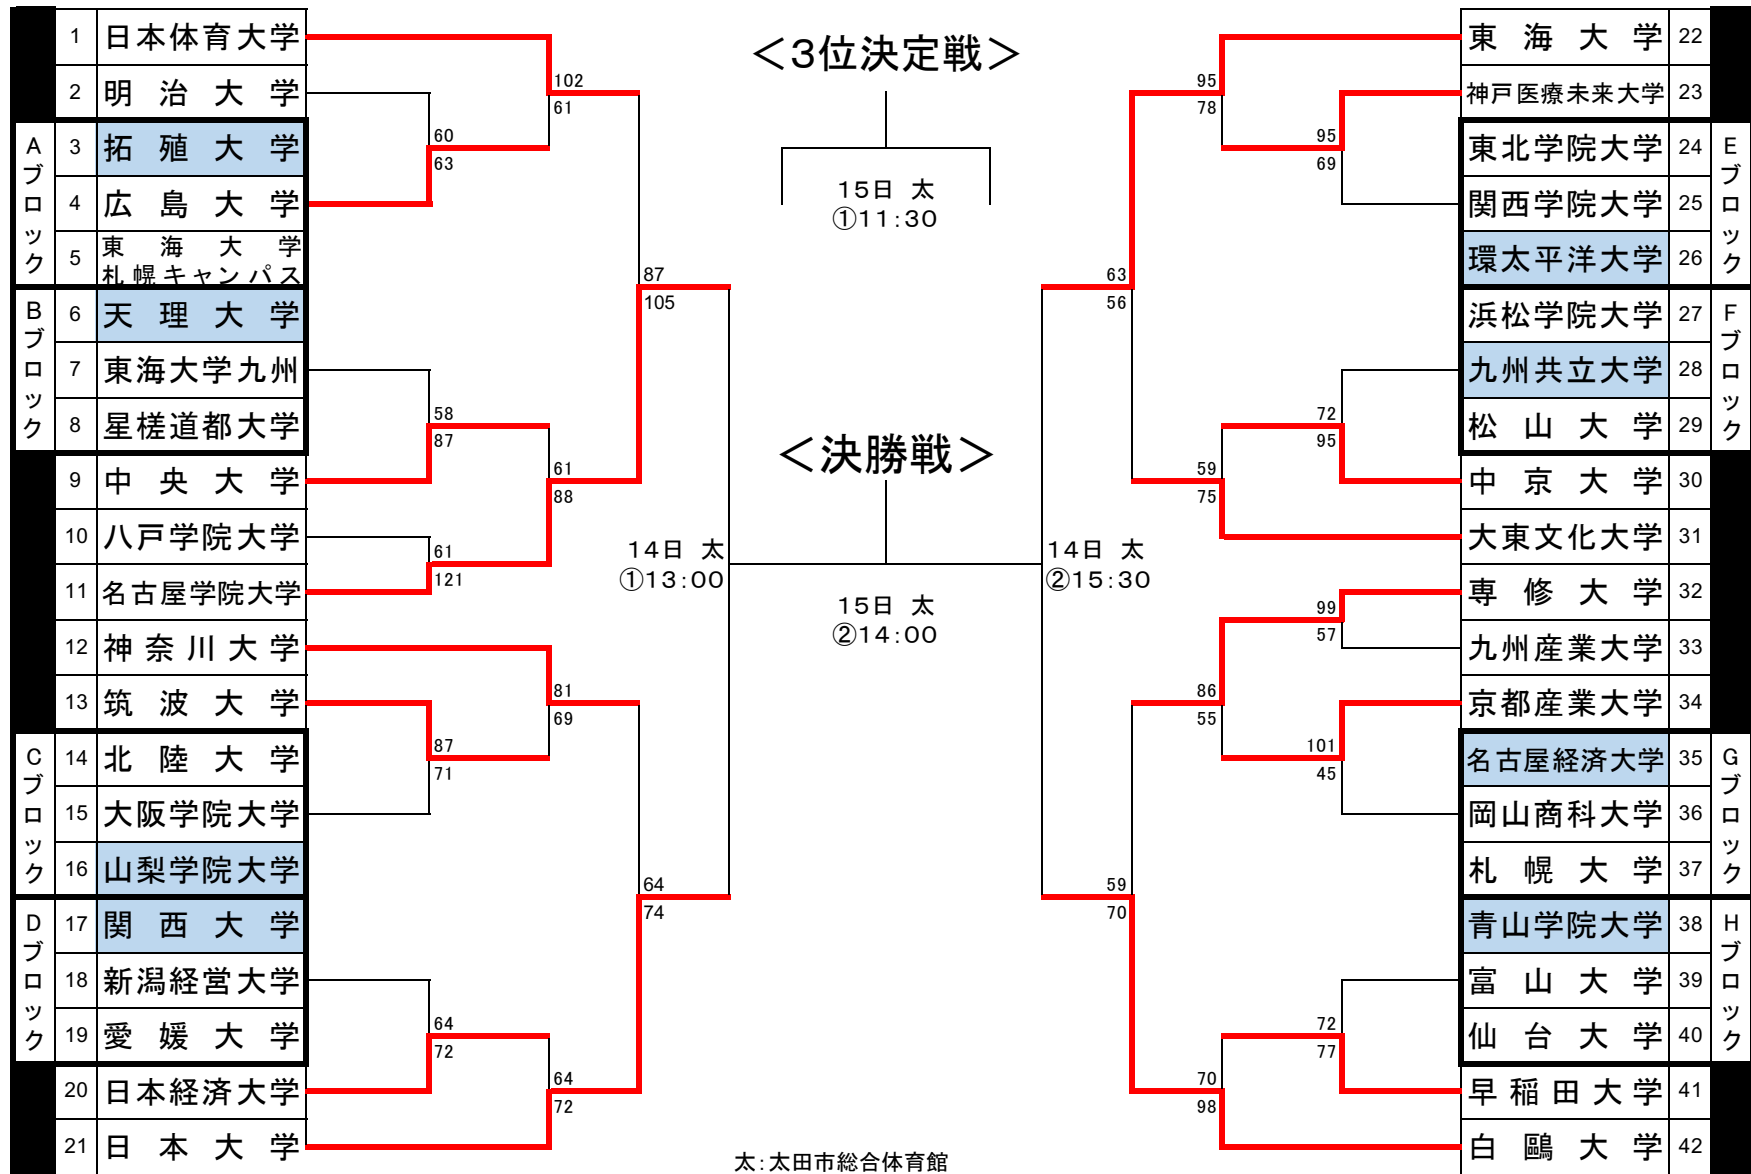 1 日本体育大学
2 明治大学
Aブロック
3 拓殖大学
4 広島大学
5 東海大学
札幌キャンパス
Bブロック
6 天理大学
7 東海大学九州
8 星槎道都大学
9 中央大学
10 八戸学院大学
11 名古屋学院大学
12 神奈川大学
13 筑波大学
Cブロック
14 北陸大学
15 大阪学院大学
16 山梨学院大学
Dブロック
17 関西大学
18 新潟経営大学
19 愛媛大学
20 日本経済大学
21 日本大学
60
63
58
87
61
121
87
71
64
72
102
61
61
88
81
69
64
72
87
105
64
74
14日 太
①13:00
<3位決定戦>
15日 太
①11:30
<決勝戦>
15日 太
②14:00
太:太田市総合体育館
14日 太
②15:30
63
56
59
70
95
78
59
75
86
55
70
98
95
69
72
95
99
57
101
45
72
77
東海大学 22
神戸医療未来大学 23
Eブロック
東北学院大学 24
関西学院大学 25
環太平洋大学 26
Fブロック
浜松学院大学 27
九州共立大学 28
松山大学 29
中京大学 30
大東文化大学 31
専修大学 32
九州産業大学 33
京都産業大学 34
Gブロック
名古屋経済大学 35
岡山商科大学 36
札幌大学 37
Hブロック
青山学院大学 38
富山大学 39
仙台大学 40
早稲田大学 41
白鷗大学 42